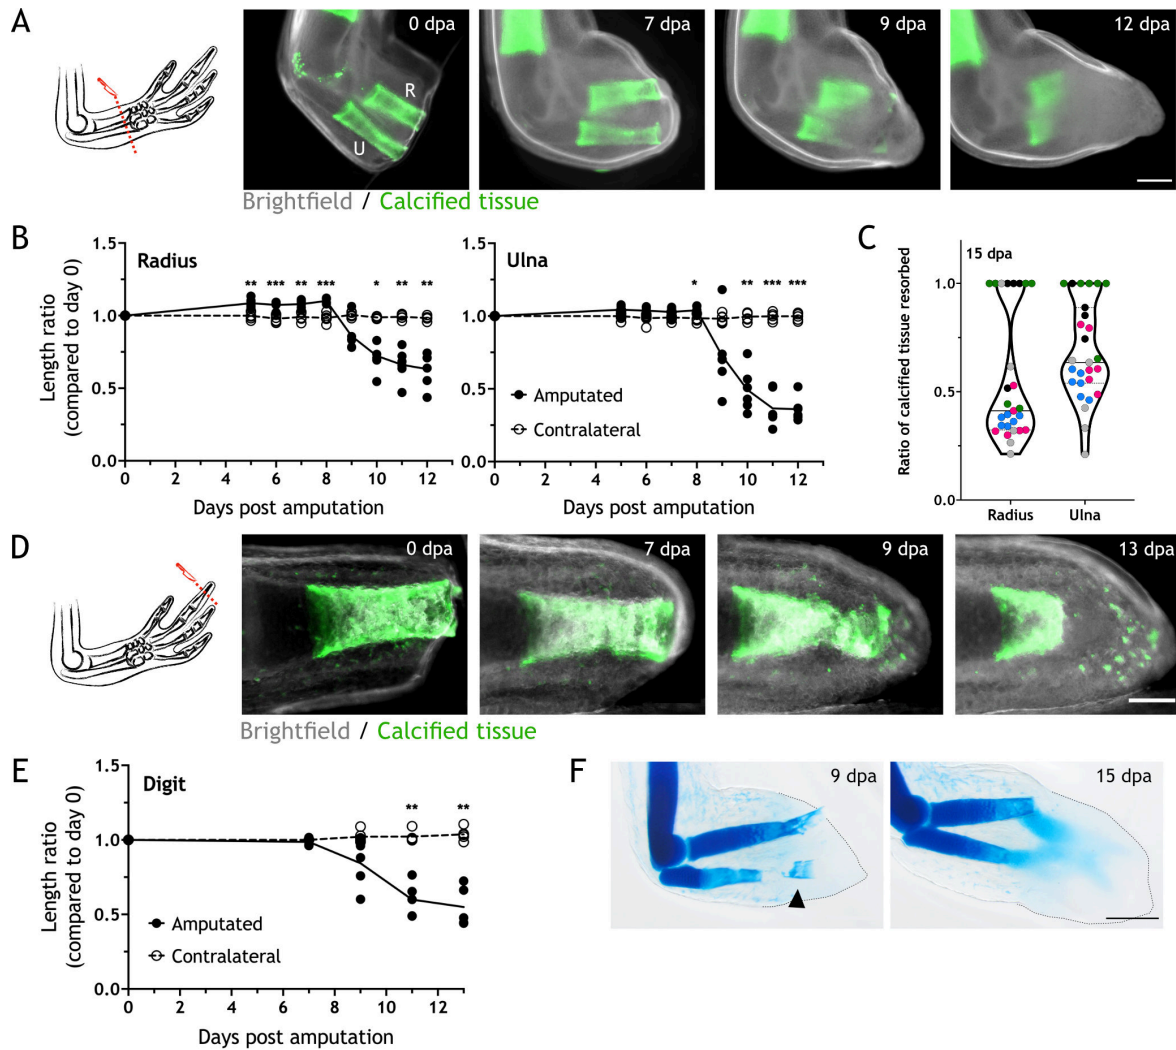 A
0 dpa
7 dpa
9 dpa
12 dpa
R
U
Brightfield / Calcified tissue
B
Radius
Length ratio
(compared to day 0)
1.5
1.0
0.5
0.0
** *** ** *** * ** **
Amputated
Contralateral
0 2 4 6 8 10 12
Days post amputation
Ulna
1.5
1.0
0.5
0.0
* ** *** ***
Amputated
Contralateral
0 2 4 6 8 10 12
Days post amputation
C
15 dpa
Ratio of calcified tissue resorbed
1.0
0.5
0.0
Radius
Ulna
D
0 dpa
7 dpa
9 dpa
13 dpa
Brightfield / Calcified tissue
E
Digit
Length ratio
(compared to day 0)
1.5
1.0
0.5
0.0
** **
Amputated
Contralateral
0 2 4 6 8 10 12
Days post amputation
F
9 dpa
15 dpa